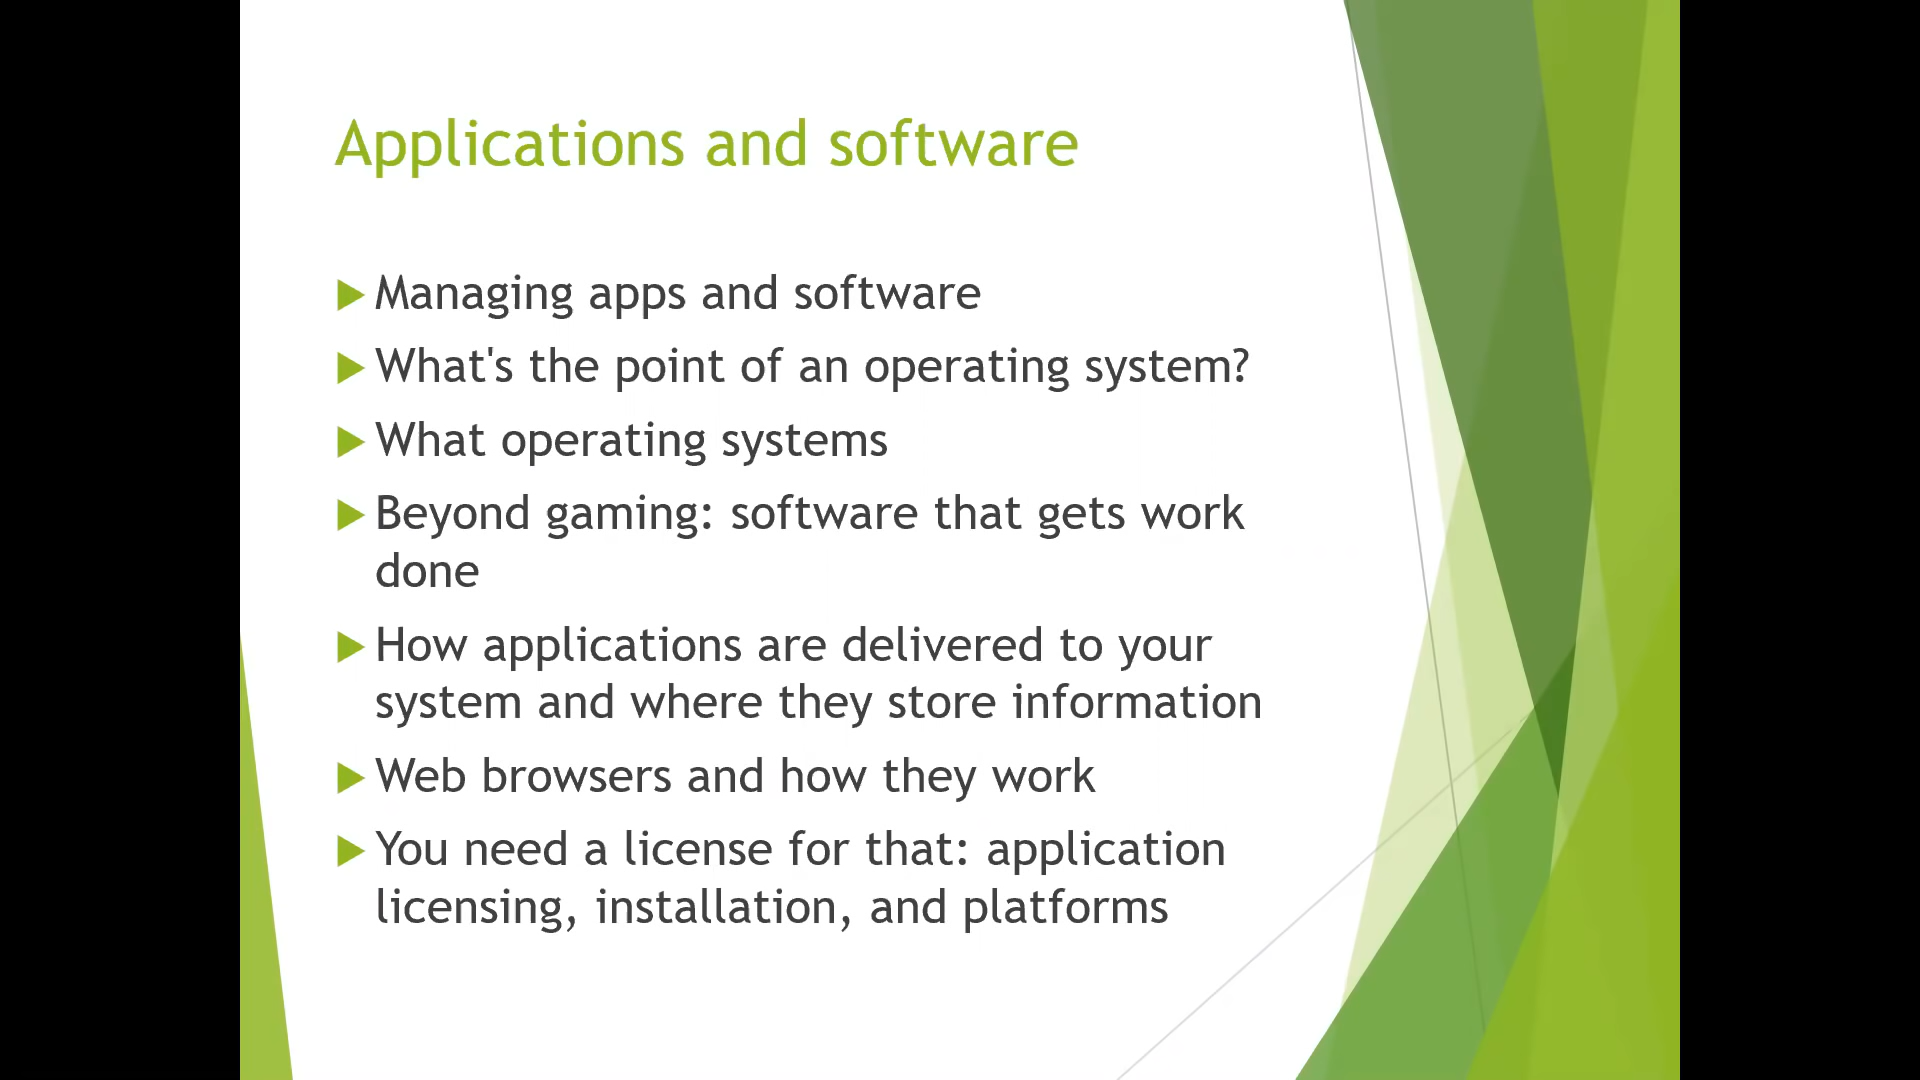 Applications and software
Managing apps and software
What's the point of an operating system?
What operating systems
Beyond gaming: software that gets work
done
How applications are delivered to your
system and where they store information
Web browsers and how they work
You need a license for that: application
licensing, installation, and platforms